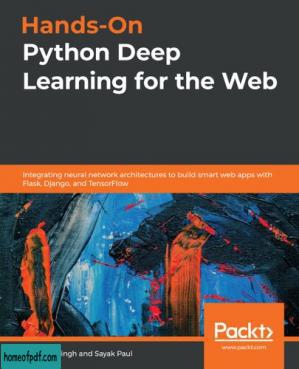 Hands-On
Python Deep
Learning for the Web
Integrating neural network architectures to build smart web apps with
Flask, Django, and TensorFlow
Packt>
www.packt.com
ingh and Sayak Paul
homeofpdf.com